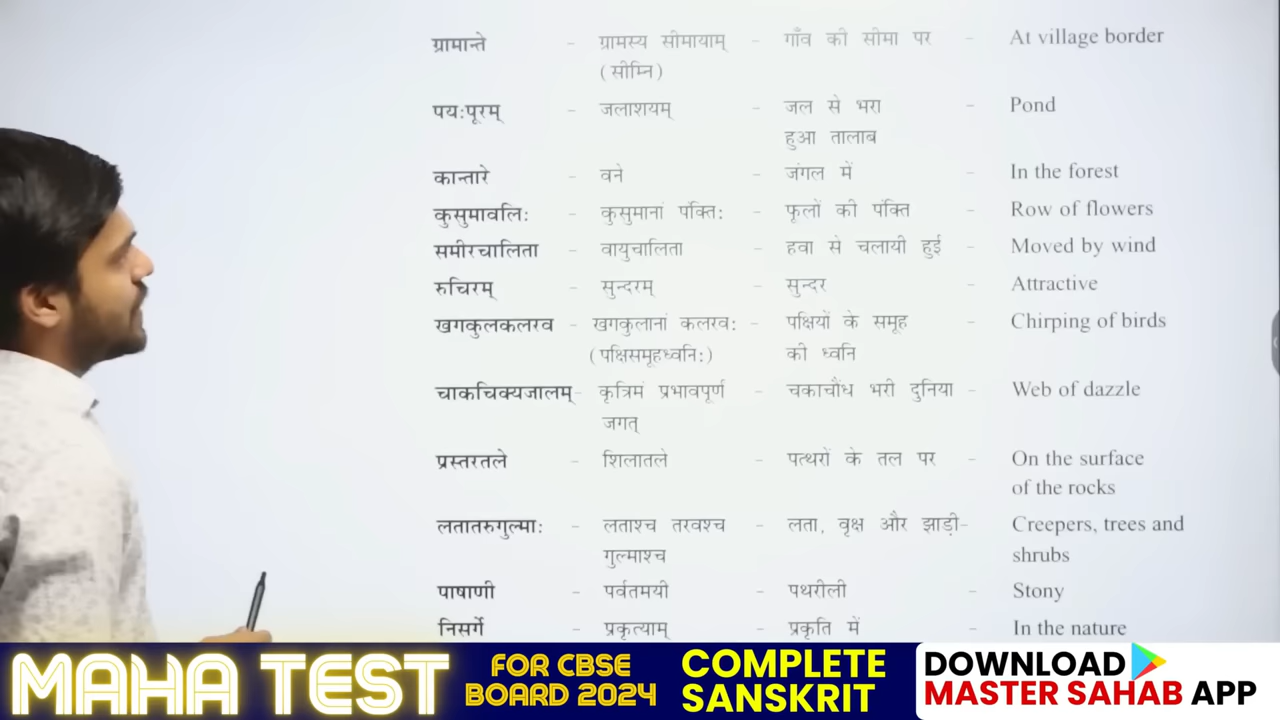 ग्रामान्ते - ग्रामस्य सीमायाम् - गाँव की सीमा पर - At village border
(सीम्नि)
पयःपूरम् - जलाशयम् - जल से भरा - Pond
हुआ तालाब
कान्तारे - वने - जंगल में - In the forest
कुसुमावलिः - कुसुमानां पंक्तिः - फूलों की पंक्ति - Row of flowers
समीरचालिता - वायुचालिता - हवा से चलायी हुई - Moved by wind
रुचिरम् - सुन्दरम् - सुन्दर - Attractive
खगकुलकलरव - खगकुलानां कलरवः - पक्षियों के समूह - Chirping of birds
(पक्षिसमूहध्वनिः) की ध्वनि
चाकचिक्यजालम् - कृत्रिमं प्रभावपूर्ण - चकाचौंध भरी दुनिया - Web of dazzle
जगत्
प्रस्तरतले - शिलातले - पत्थरों के तल पर - On the surface
of the rocks
लतातरुगुल्माः - लताश्च तरवश्च - लता, वृक्ष और झाड़ी- Creepers, trees and
गुल्माश्च shrubs
पाषाणी - पर्वतमयी - पथरीली - Stony
निसर्गे - प्रकृत्याम् - प्रकृति में - In the nature
MAHA TEST
FOR CBSE
BOARD 2024
COMPLETE
SANSKRIT
DOWNLOAD
MASTER SAHAB APP